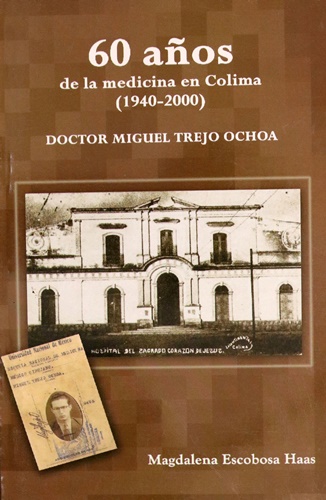 60 años
de la medicina en Colima
(1940-2000)
DOCTOR MIGUEL TREJO OCHOA
HOSPITAL DEL SAGRADO CORAZON DE JESUS.
Colima
Universidad Nacional de México
Magdalena Escobosa Haas